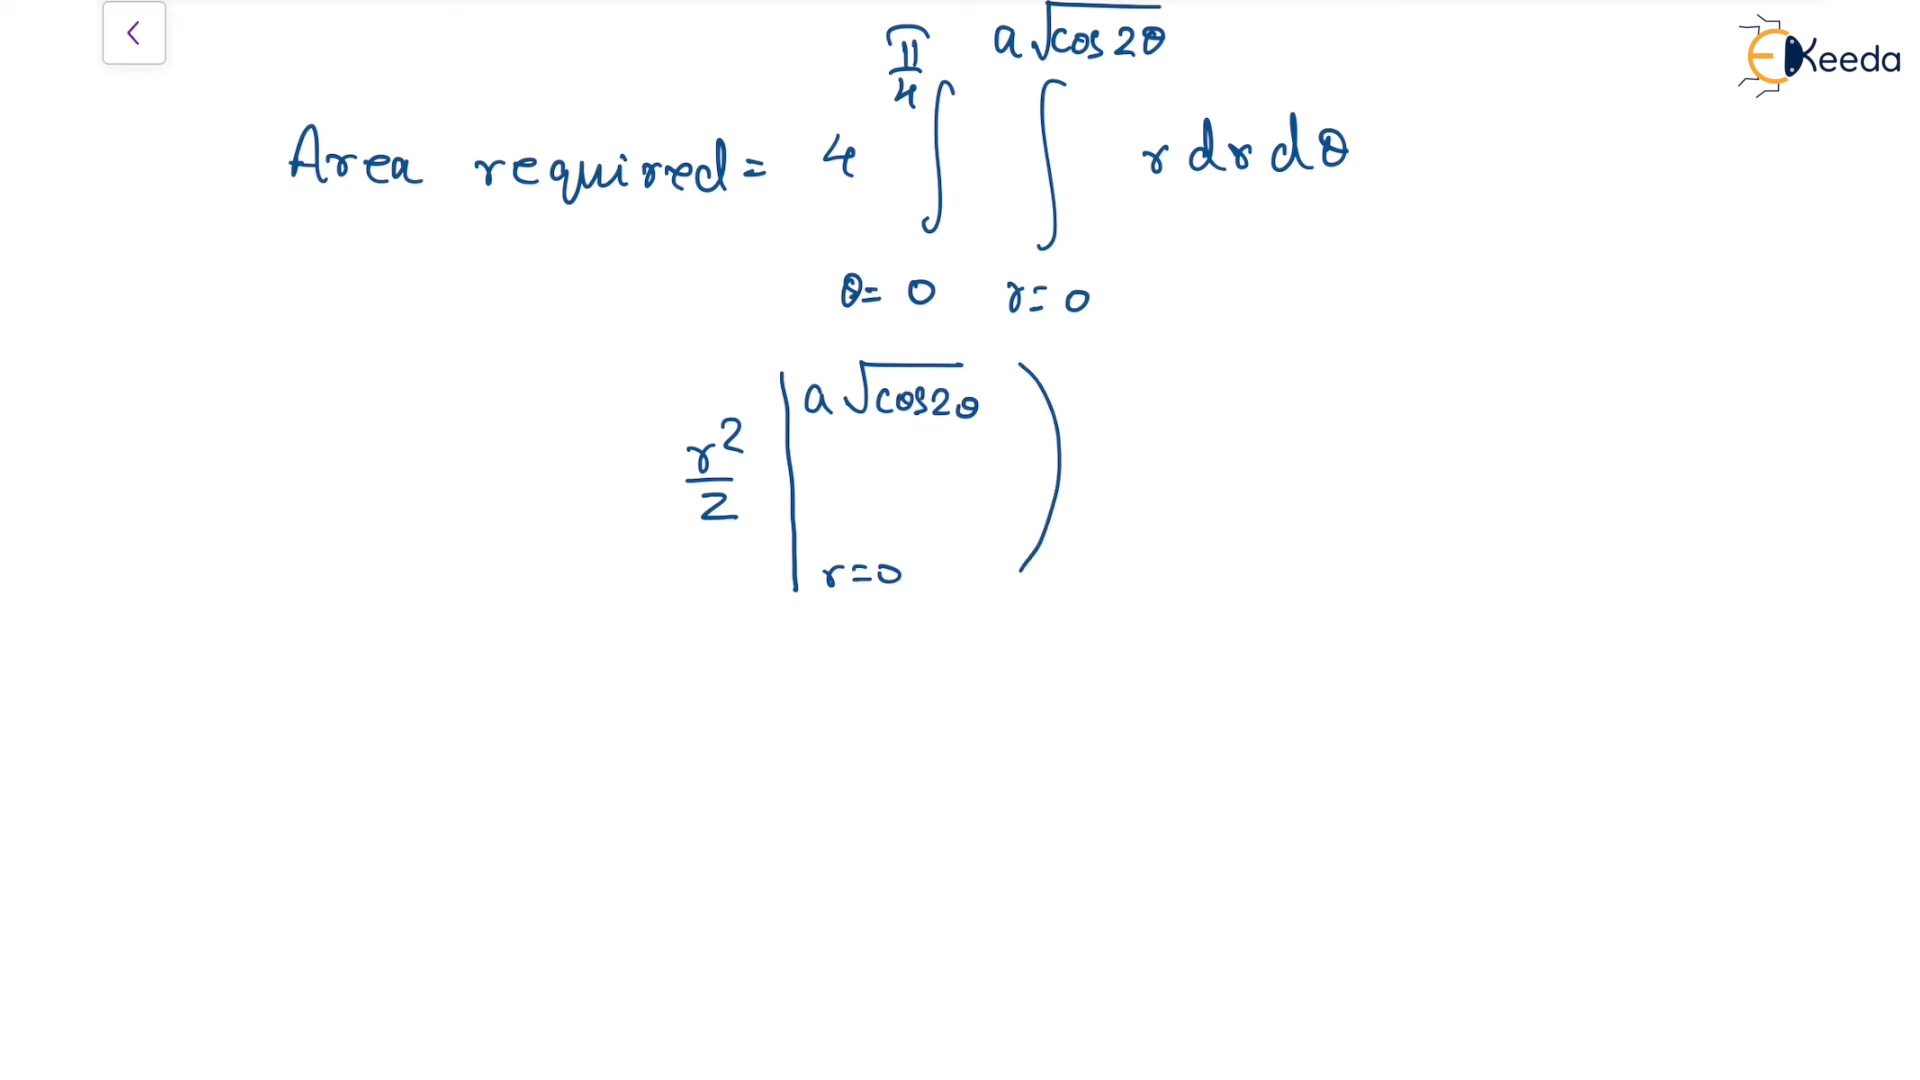 π/4 a√cos 2θ
Area required = 4 ∫ ∫ r dr dθ
θ = 0 r = 0
r²/2 | a√cos2θ )
r = 0
EKeeda